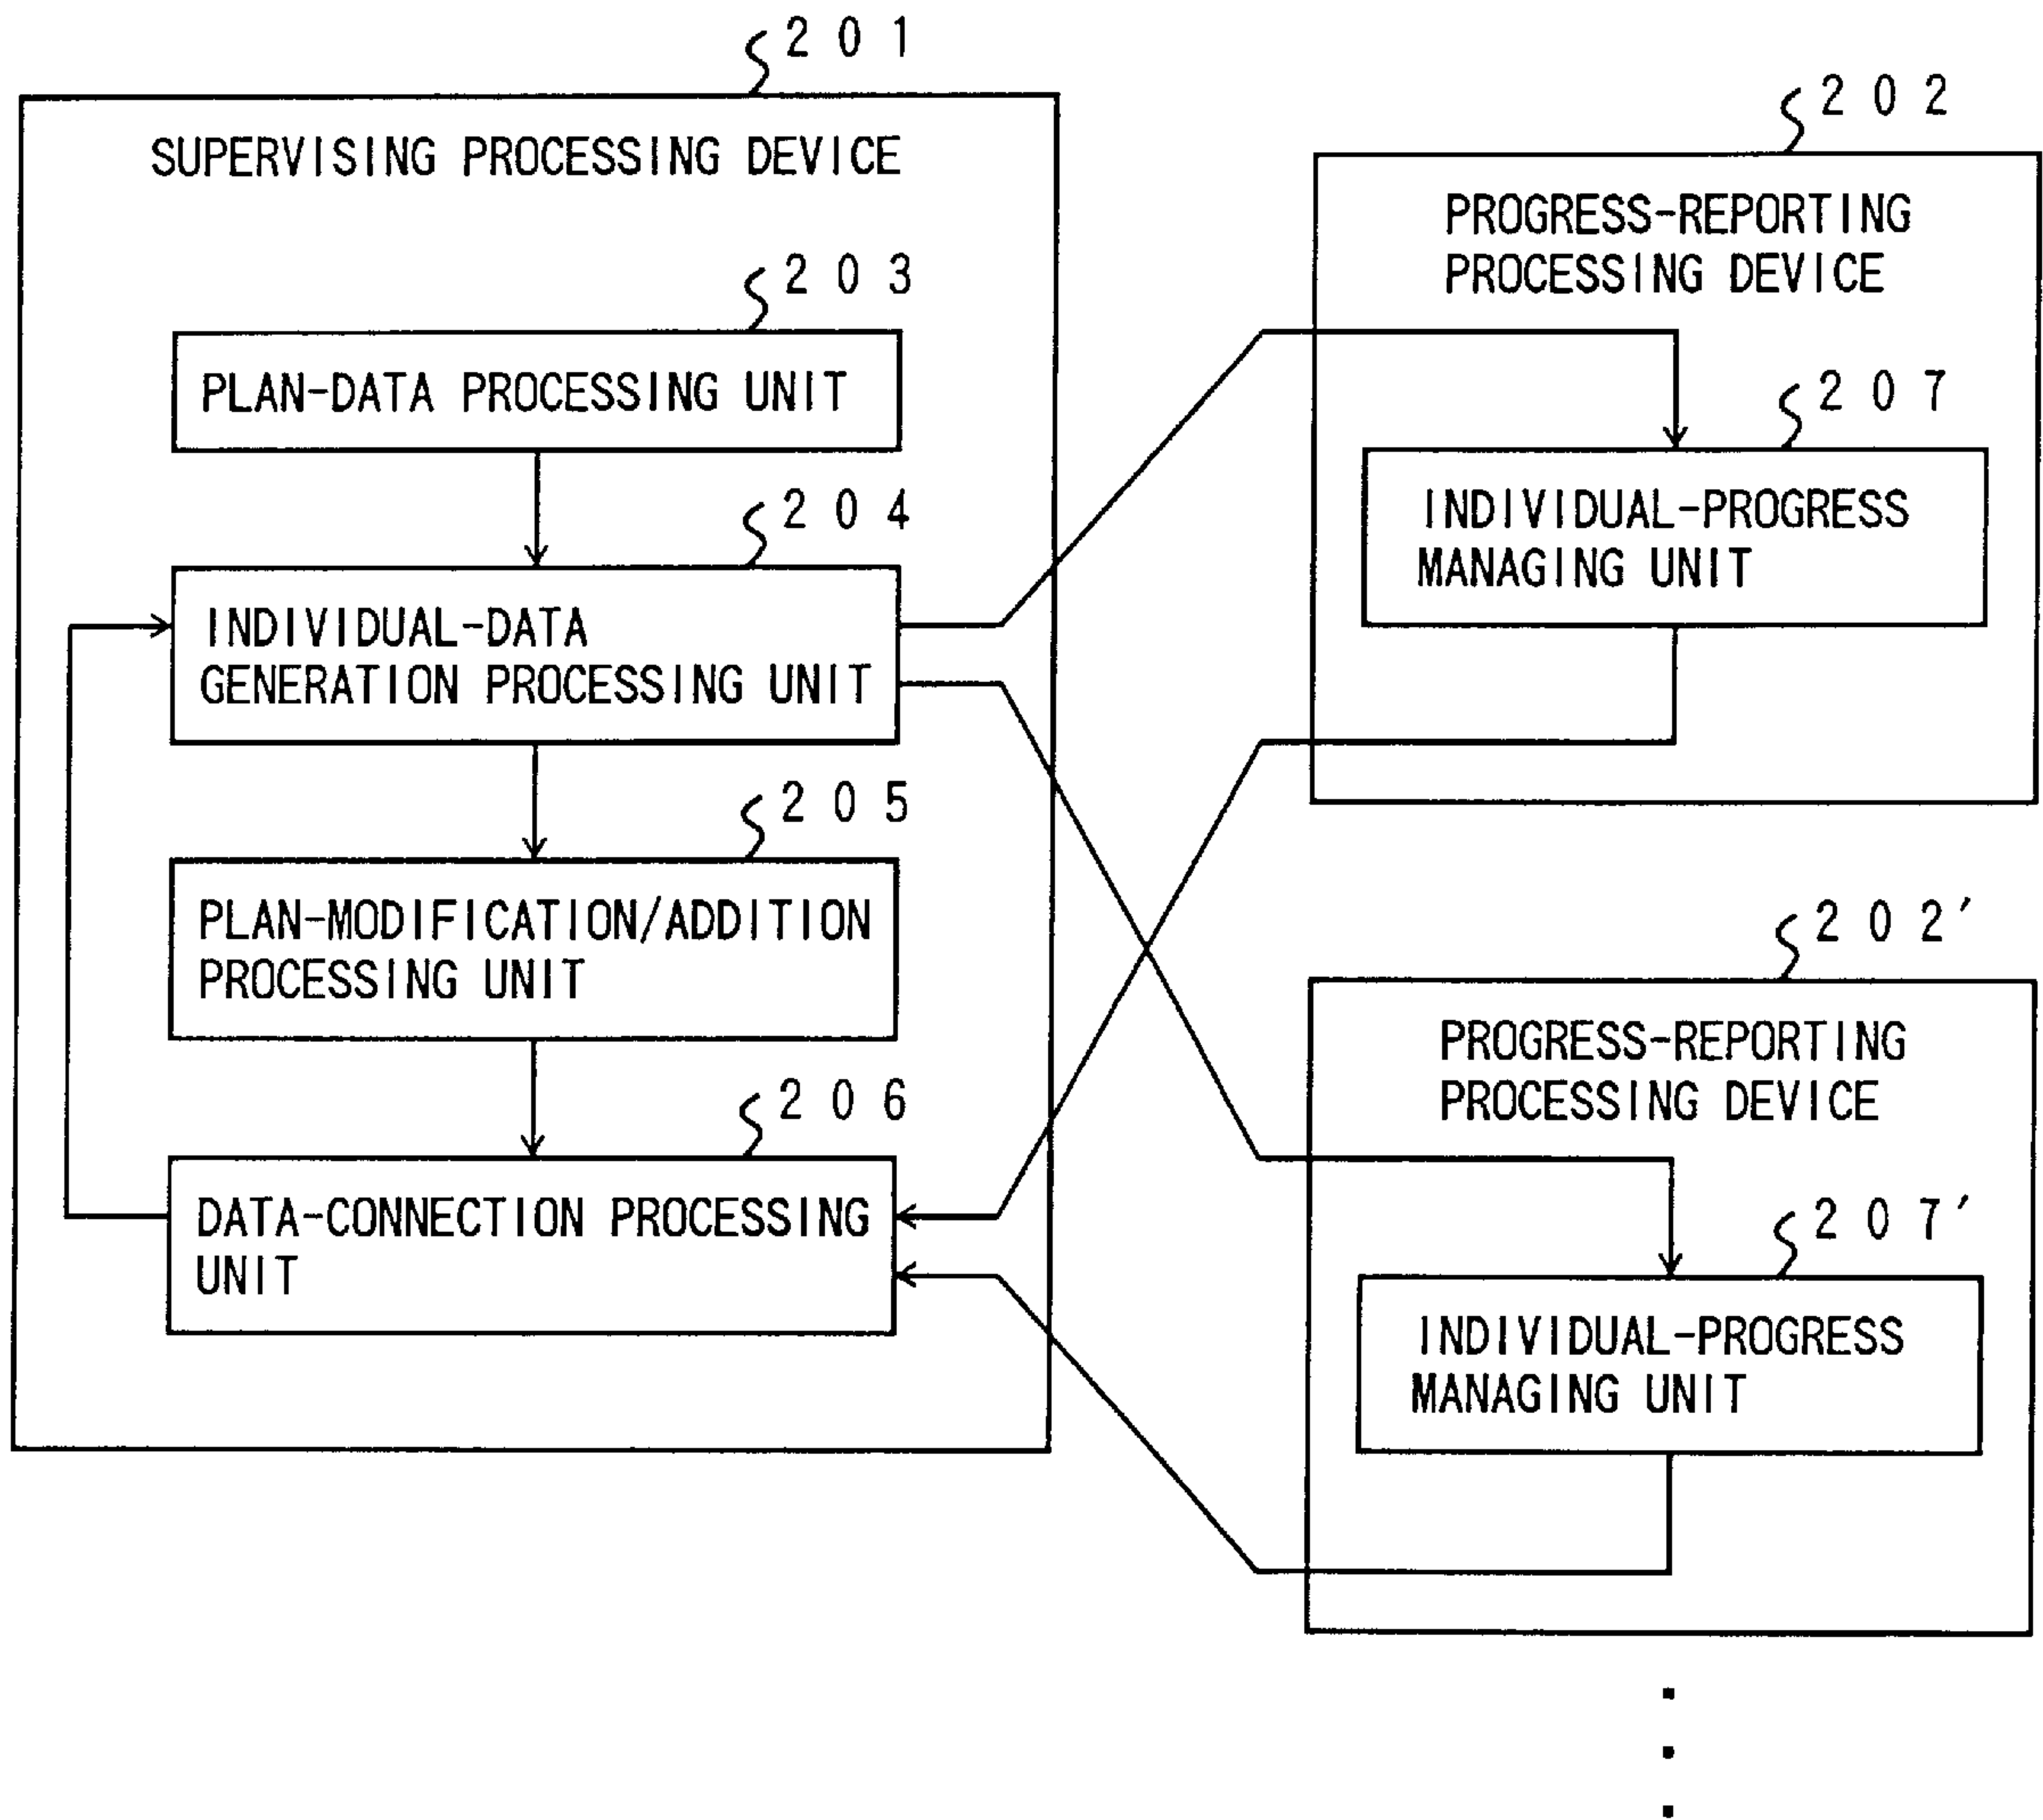 201
SUPERVISING PROCESSING DEVICE
203
PLAN-DATA PROCESSING UNIT
204
INDIVIDUAL-DATA
GENERATION PROCESSING UNIT
205
PLAN-MODIFICATION/ADDITION
PROCESSING UNIT
206
DATA-CONNECTION PROCESSING
UNIT
202
PROGRESS-REPORTING
PROCESSING DEVICE
207
INDIVIDUAL-PROGRESS
MANAGING UNIT
202'
PROGRESS-REPORTING
PROCESSING DEVICE
207'
INDIVIDUAL-PROGRESS
MANAGING UNIT